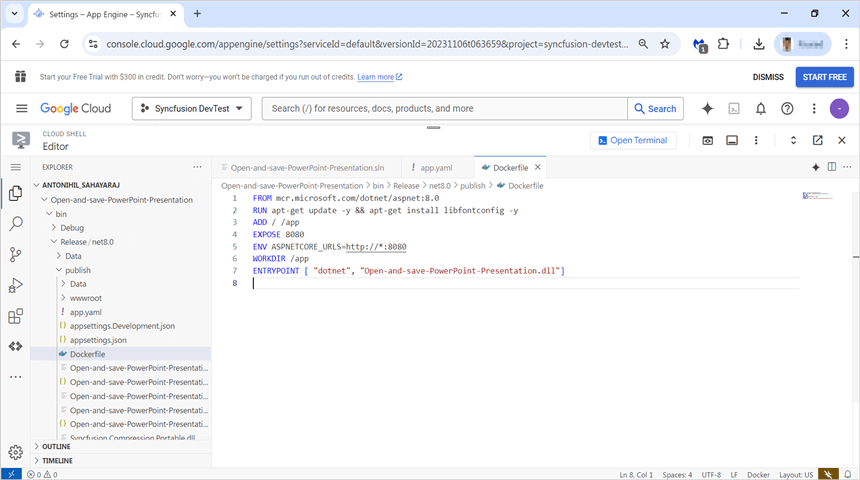 Settings – App Engine – Syncfu
console.cloud.google.com/appengine/settings?serviceId=default&versionId=20231106t063659&project=syncfusion-devtest...
1
Start your Free Trial with $300 in credit. Don't worry—you won't be charged if you run out of credits. Learn more
DISMISS
START FREE
Google Cloud
Syncfusion DevTest
Search (/) for resources, docs, products, and more
Search
CLOUD SHELL
Editor
Open Terminal
EXPLORER
ANTONIHIL_SAHAYARAJ
Open-and-save-PowerPoint-Presentation
bin
Debug
Release / net8.0
Data
publish
Data
wwwroot
! app.yaml
{} appsettings.Development.json
{} appsettings.json
Dockerfile
Open-and-save-PowerPoint-Presentati...
{} Open-and-save-PowerPoint-Presentati...
Open-and-save-PowerPoint-Presentati...
Open-and-save-PowerPoint-Presentati...
{} Open-and-save-PowerPoint-Presentati...
Syncfusion.Compression.Portable.dll
OUTLINE
TIMELINE
Open-and-save-PowerPoint-Presentation.sln
! app.yaml
Dockerfile
Open-and-save-PowerPoint-Presentation > bin > Release > net8.0 > publish > Dockerfile
1 FROM mcr.microsoft.com/dotnet/aspnet:8.0
2 RUN apt-get update -y && apt-get install libfontconfig -y
3 ADD / /app
4 EXPOSE 8080
5 ENV ASPNETCORE_URLS=http://*:8080
6 WORKDIR /app
7 ENTRYPOINT [ "dotnet", "Open-and-save-PowerPoint-Presentation.dll"]
8
0 0
Ln 8, Col 1
Spaces: 4
UTF-8
LF
Docker
Layout: US